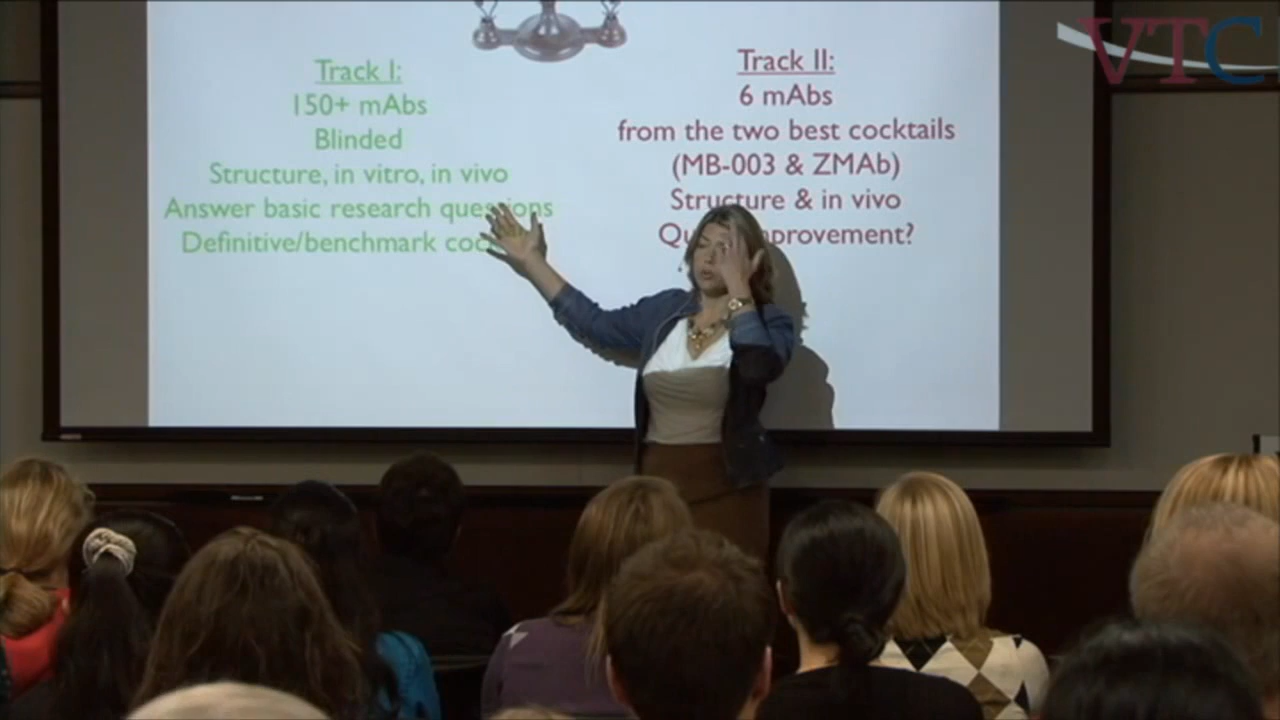 VTC
Track I:
150+ mAbs
Blinded
Structure, in vitro, in vivo
Answer basic research questions
Definitive/benchmark
Track II:
6 mAbs
from the two best cocktails
(MB-003 & ZMAb)
Structure & in vivo